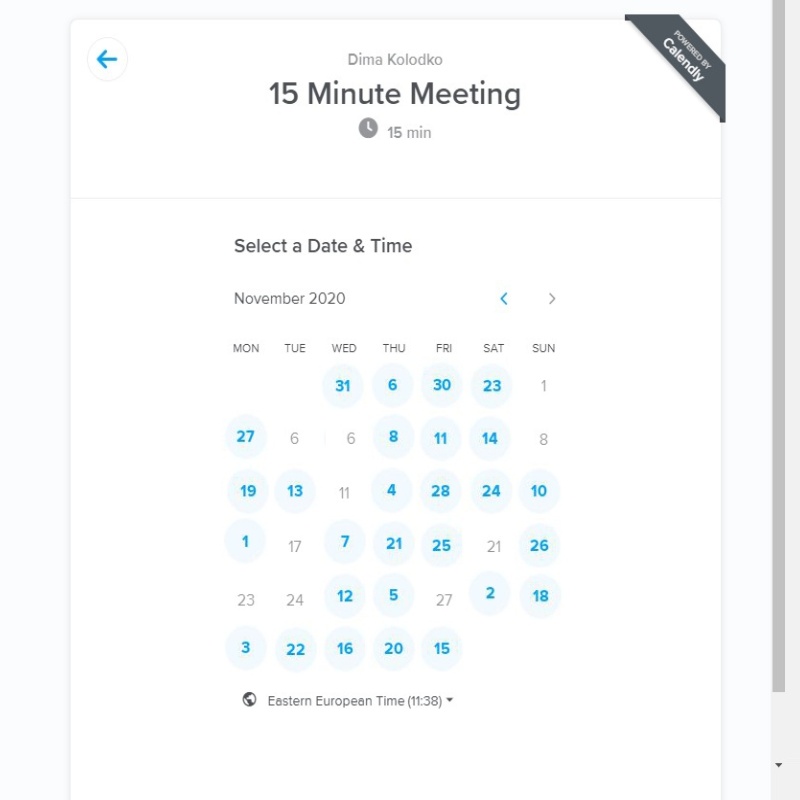 POWERED BY
Calendly
Dima Kolodko
15 Minute Meeting
15 min
Select a Date & Time
November 2020
MON TUE WED THU FRI SAT SUN
31 6 30 23 1
27 6 6 8 11 14 8
19 13 11 4 28 24 10
1 17 7 21 25 21 26
23 24 12 5 27 2 18
3 22 16 20 15
Eastern European Time (11:38)